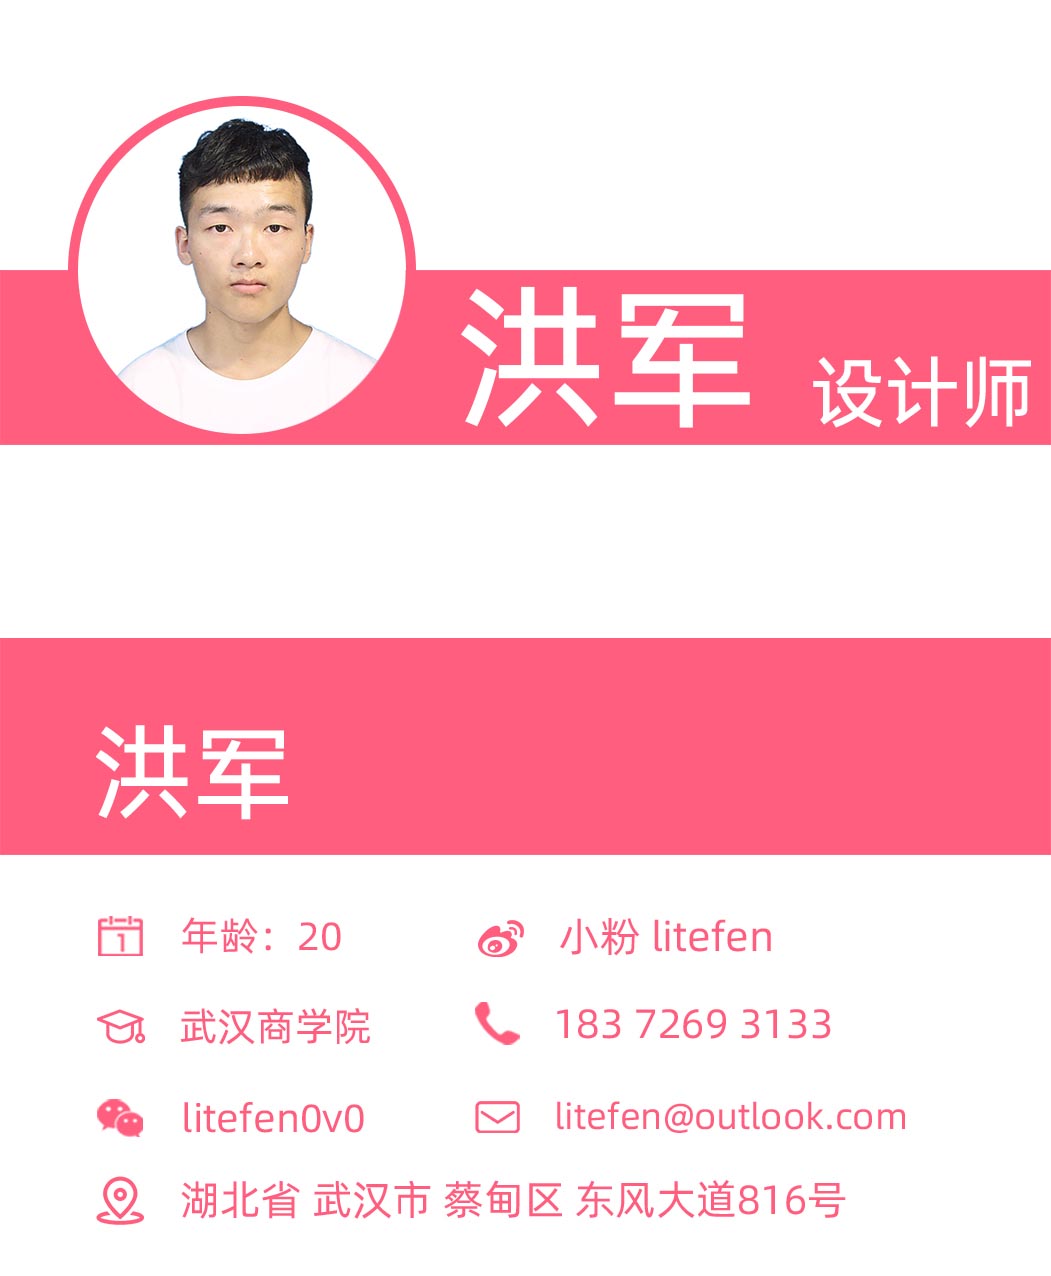 洪军 设计师
洪军
年龄：20
小粉 litefen
武汉商学院
183 7269 3133
litefen0v0
litefen@outlook.com
湖北省 武汉市 蔡甸区 东风大道816号